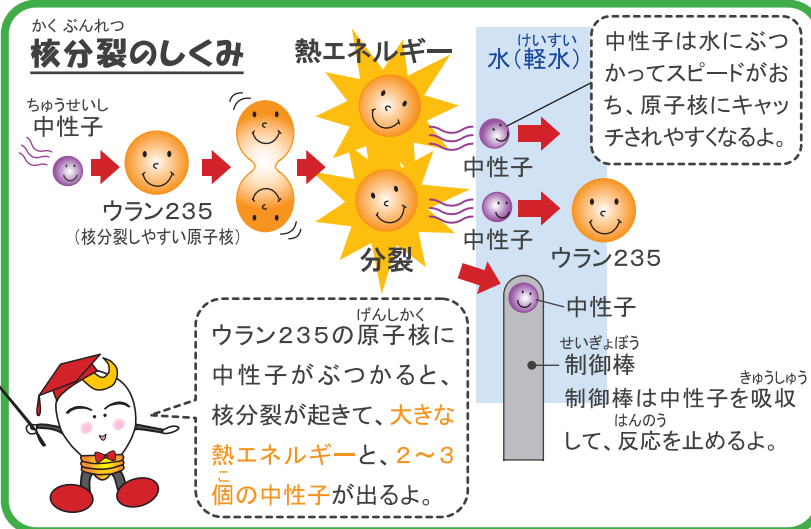 かくぶんれつ
核分裂のしくみ
ちゅうせいし
中性子
ウラン235
（核分裂しやすい原子核）
熱エネルギー
分裂
けいすい
水（軽水）
中性子
中性子
中性子は水にぶつ
かってスピードがお
ち、原子核にキャッ
チされやすくなるよ。
ウラン235
中性子
せいぎょぼう
制御棒
きゅうしゅう
制御棒は中性子を吸収
はんのう
して、反応を止めるよ。
げんしかく
ウラン235の原子核に
中性子がぶつかると、
核分裂が起きて、大きな
熱エネルギーと、2～3
こ
個の中性子が出るよ。